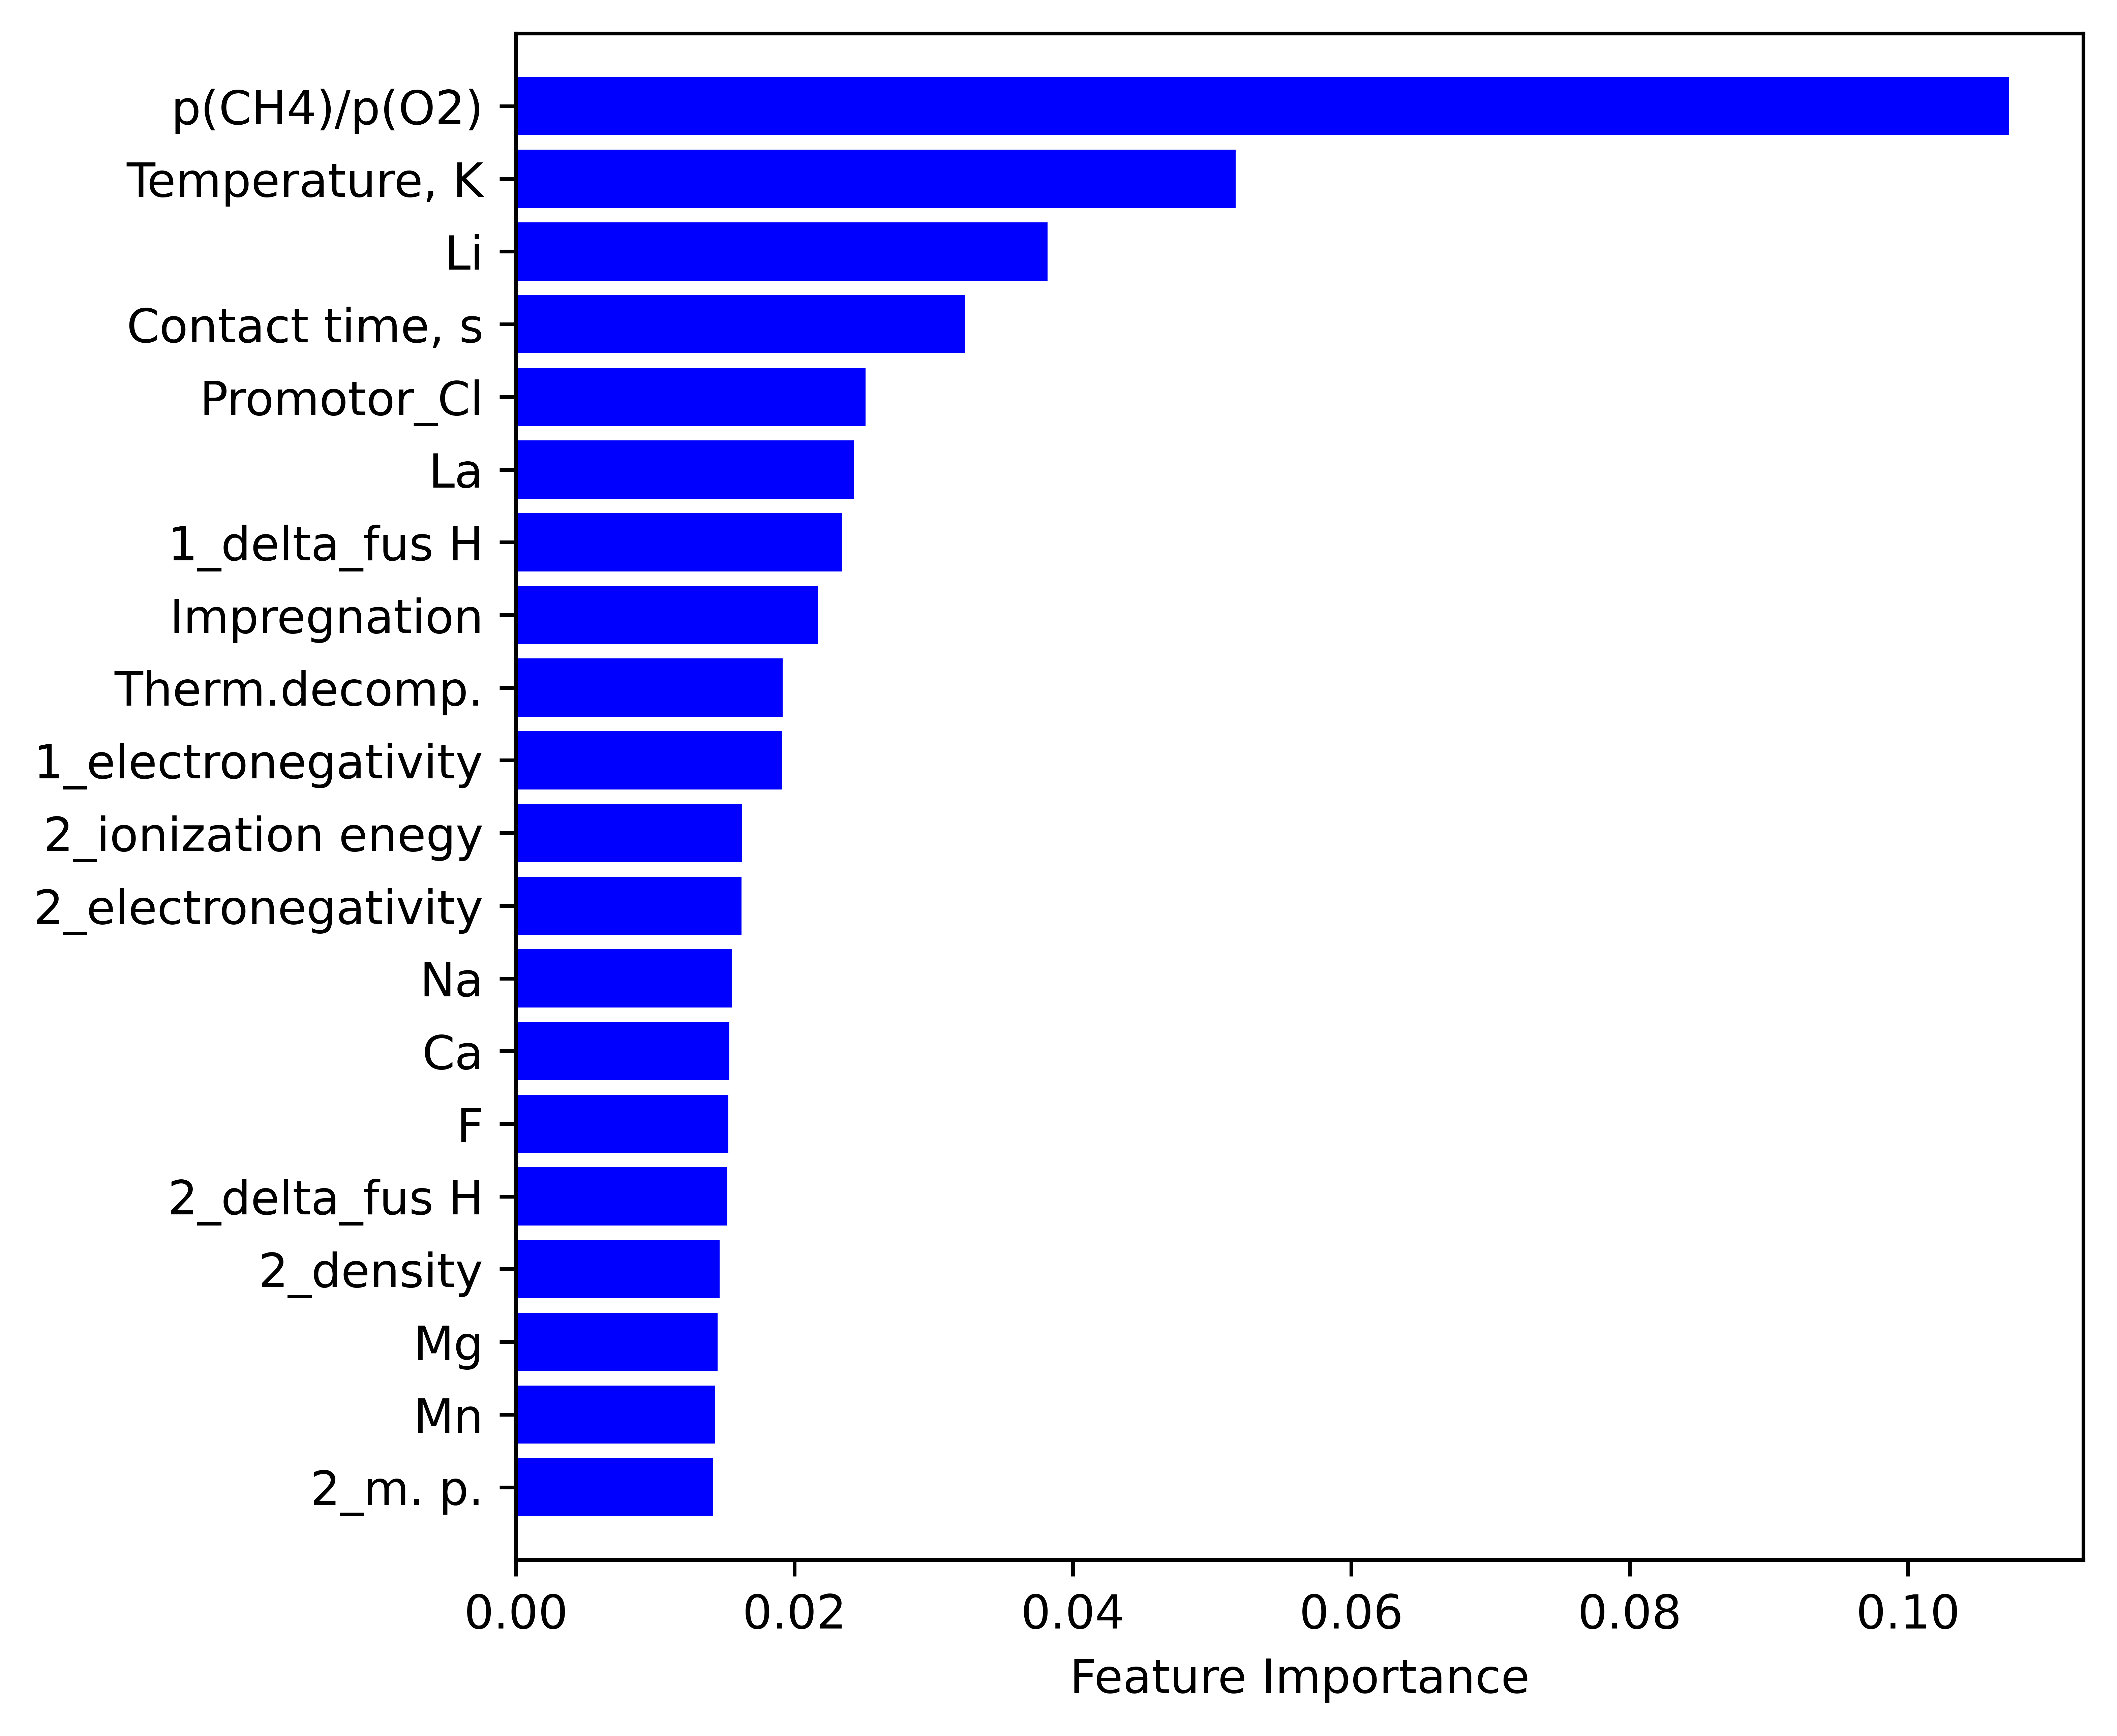 p(CH4)/p(O2)
Temperature, K
Li
Contact time, s
Promotor_Cl
La
1_delta_fus H
Impregnation
Therm.decomp.
1_electronegativity
2_ionization enegy
2_electronegativity
Na
Ca
F
2_delta_fus H
2_density
Mg
Mn
2_m. p.
0.00 0.02 0.04 0.06 0.08 0.10
Feature Importance